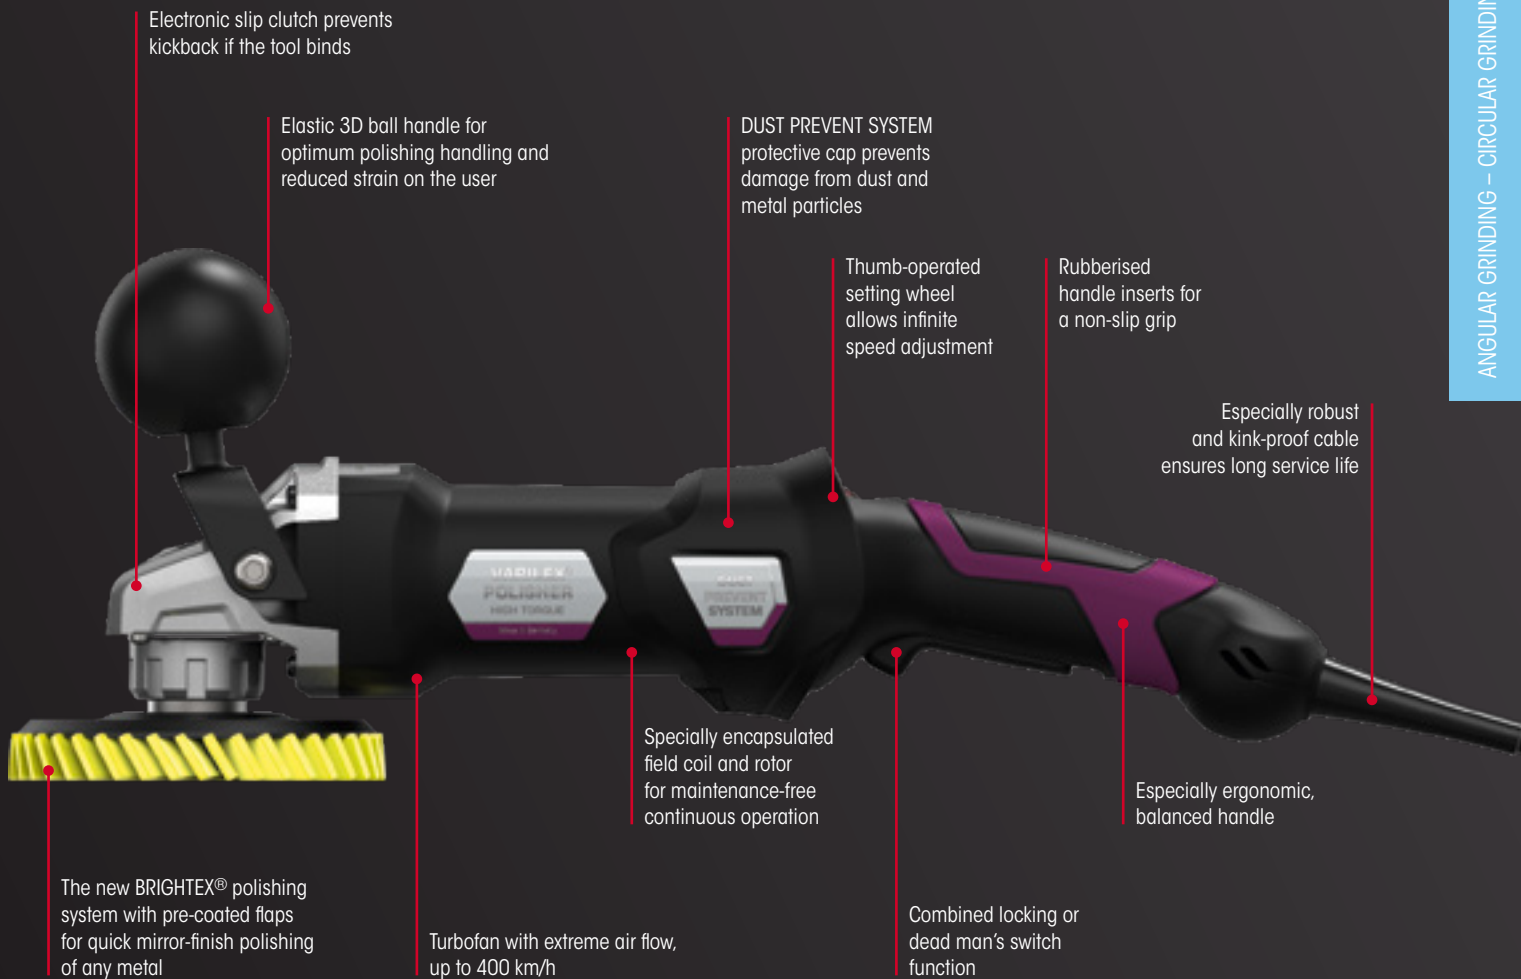 Electronic slip clutch prevents
kickback if the tool binds
Elastic 3D ball handle for
optimum polishing handling and
reduced strain on the user
DUST PREVENT SYSTEM
protective cap prevents
damage from dust and
metal particles
Thumb-operated
setting wheel
allows infinite
speed adjustment
Rubberised
handle inserts for
a non-slip grip
Especially robust
and kink-proof cable
ensures long service life
ANGULAR GRINDING – CIRCULAR
VARILEX®
POLISHER
HIGH TORQUE
DUST
PREVENT
SYSTEM
Specially encapsulated
field coil and rotor
for maintenance-free
continuous operation
Especially ergonomic,
balanced handle
The new BRIGHTEX® polishing
system with pre-coated flaps
for quick mirror-finish polishing
of any metal
Turbofan with extreme air flow,
up to 400 km/h
Combined locking or
dead man's switch
function